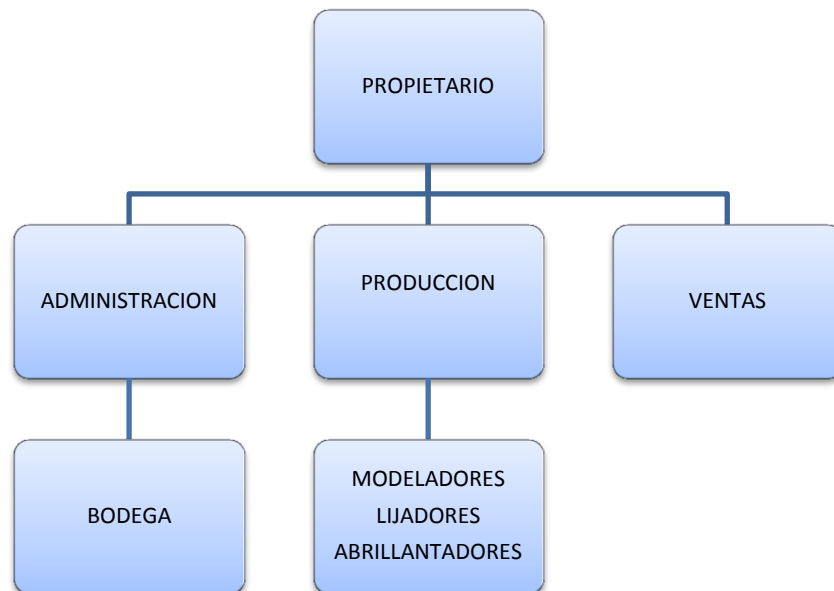 PROPIETARIO
ADMINISTRACION
PRODUCCION
VENTAS
BODEGA
MODELADORES
LIJADORES
ABRILLANTADORES